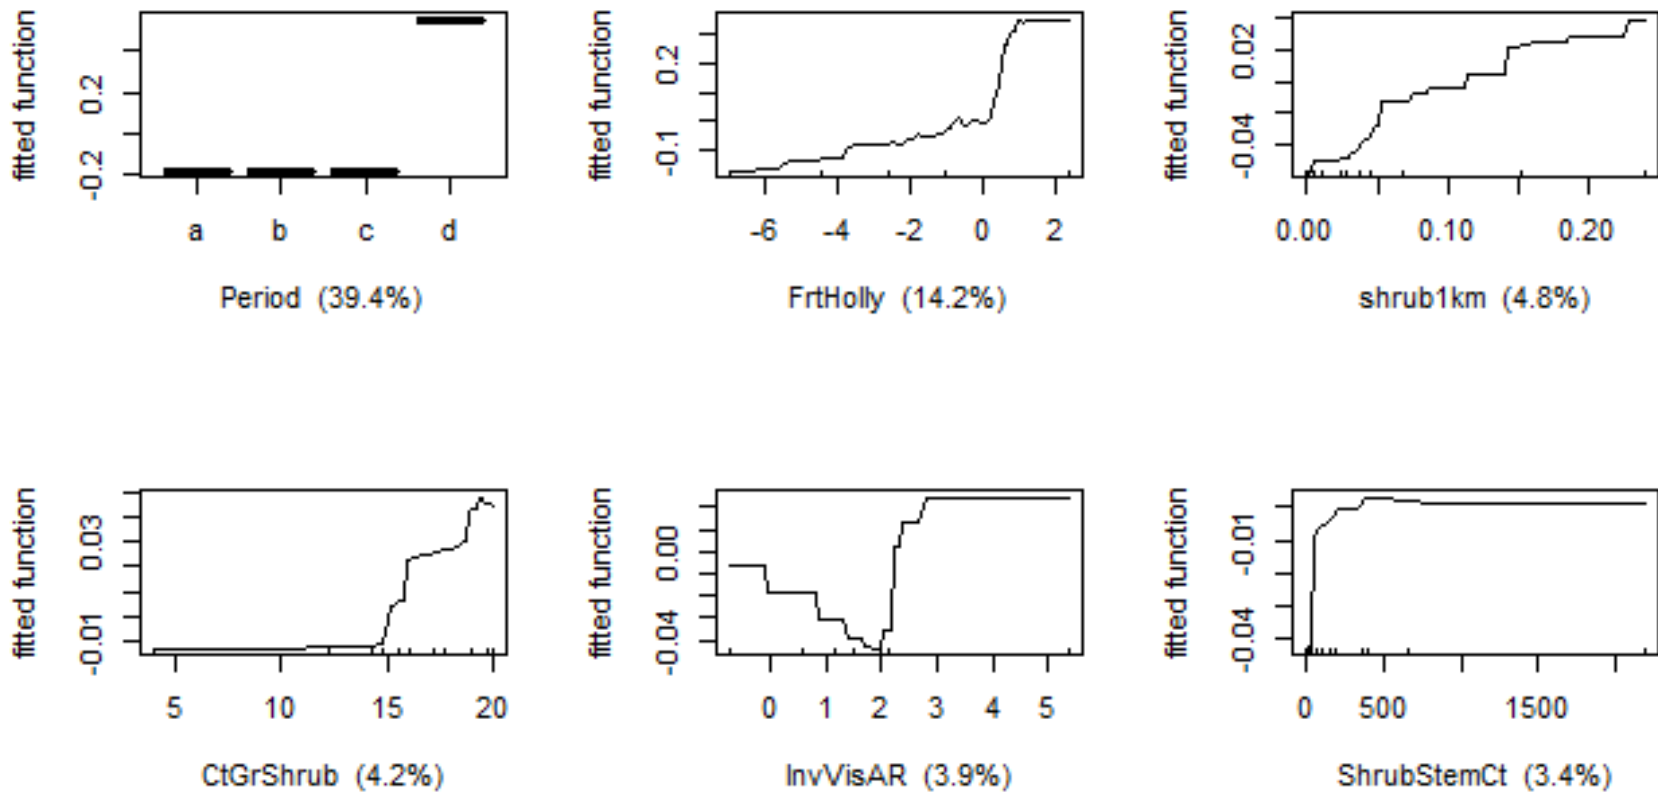 fitted function
0.2
-0.2
a b c d
Period (39.4%)
fitted function
0.2
-0.1
-6 -4 -2 0 2
FrtHolly (14.2%)
fitted function
0.02
-0.04
0.00 0.10 0.20
shrub1km (4.8%)
fitted function
0.03
-0.01
5 10 15 20
CtGrShrub (4.2%)
fitted function
0.00
-0.04
0 1 2 3 4 5
InvVisAR (3.9%)
fitted function
-0.01
-0.04
0 500 1500
ShrubStemCt (3.4%)